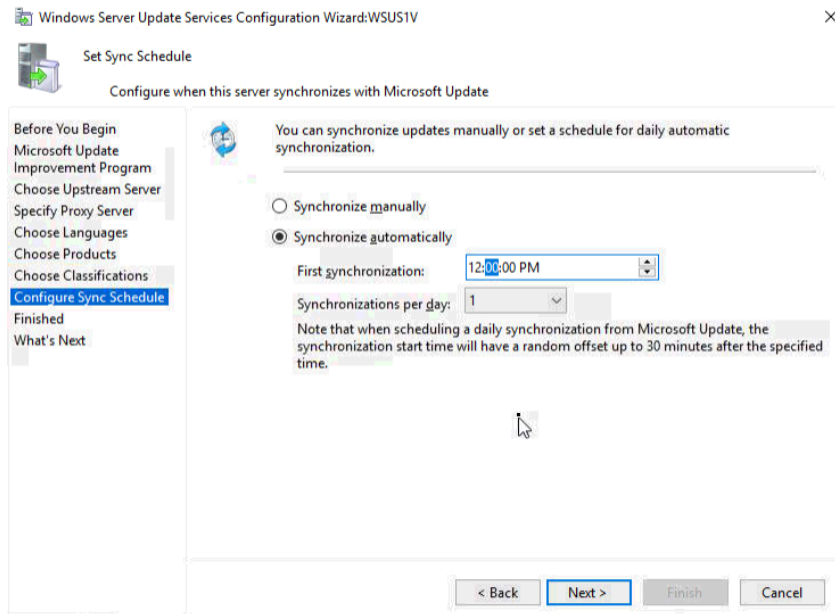 Windows Server Update Services Configuration Wizard:WSUS1V
Set Sync Schedule
Configure when this server synchronizes with Microsoft Update
Before You Begin
Microsoft Update
Improvement Program
Choose Upstream Server
Specify Proxy Server
Choose Languages
Choose Products
Choose Classifications
Configure Sync Schedule
Finished
What's Next
You can synchronize updates manually or set a schedule for daily automatic
synchronization.
Synchronize manually
Synchronize automatically
First synchronization: 12:00:00 PM
Synchronizations per day: 1
Note that when scheduling a daily synchronization from Microsoft Update, the
synchronization start time will have a random offset up to 30 minutes after the specified
time.
< Back Next > Finish Cancel